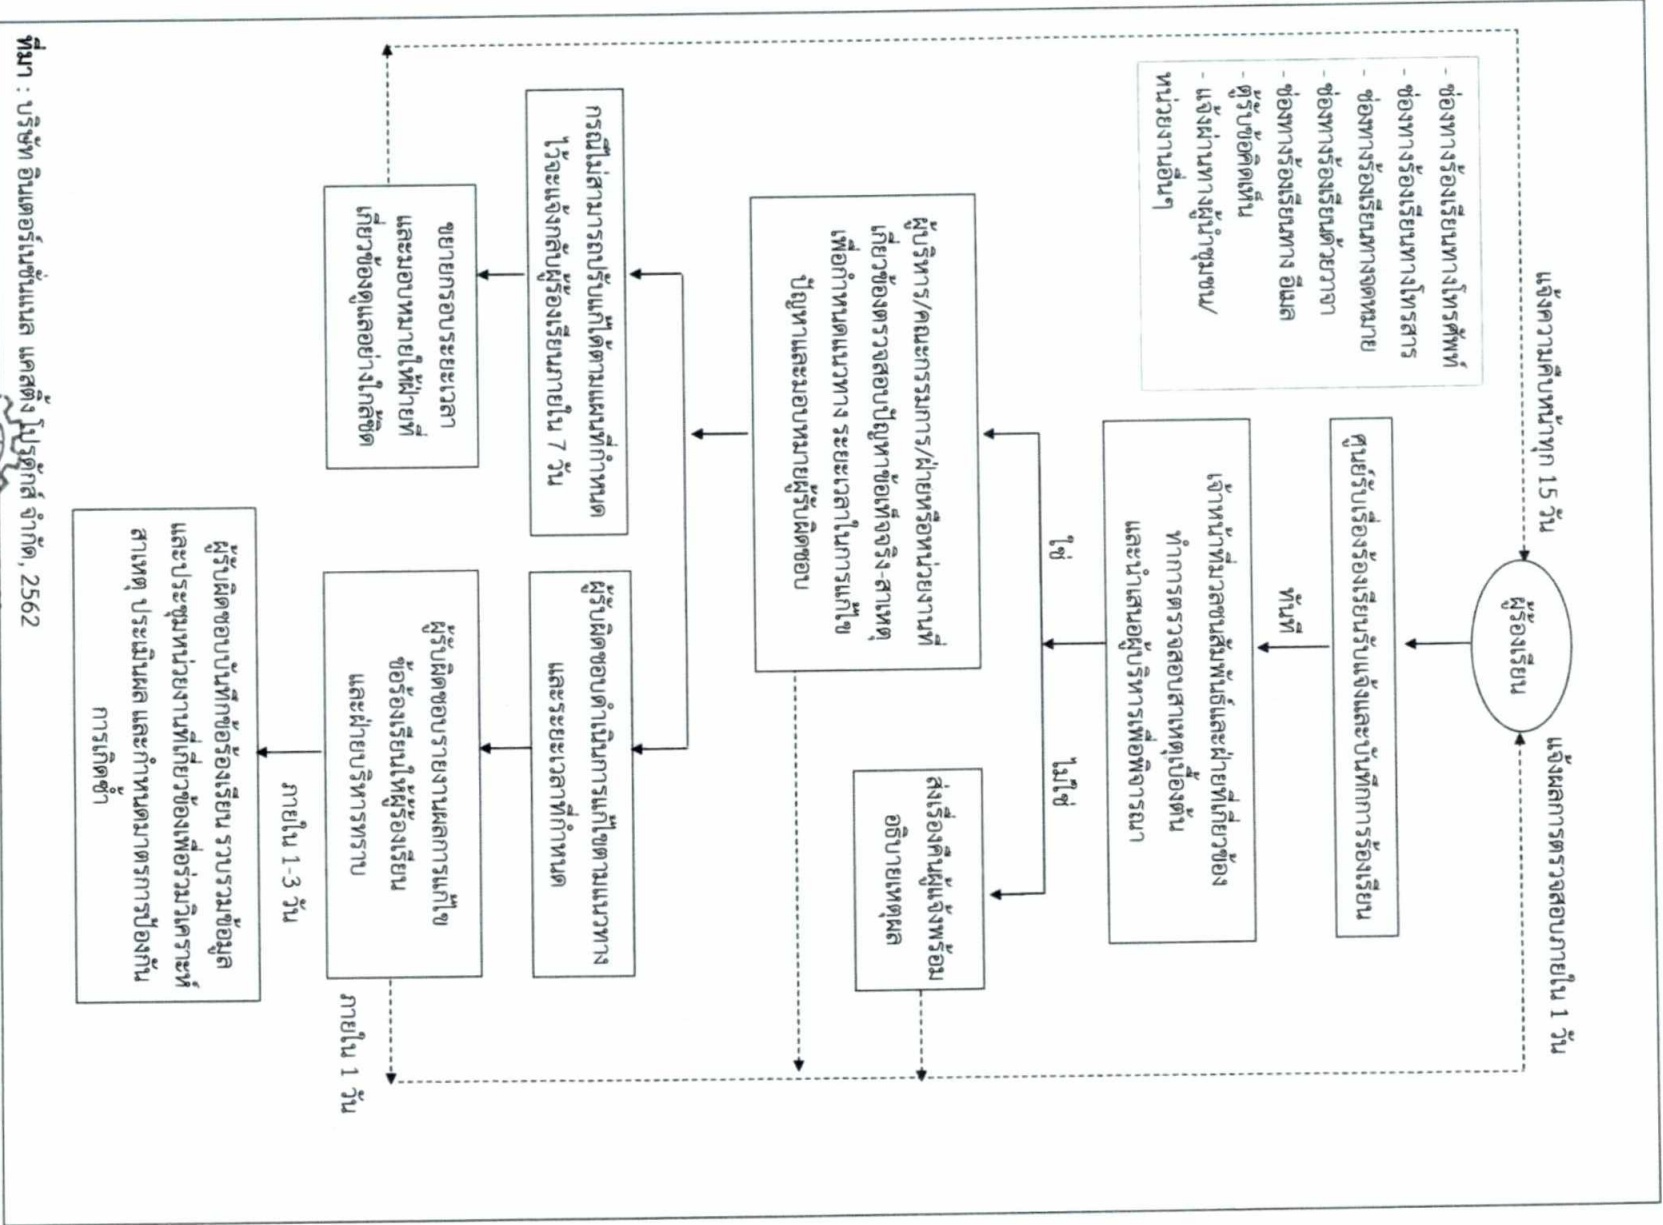 แจ้งความคืบหน้าทุก 15 วัน
ผู้ร้องเรียน
แจ้งผลการตรวจสอบภายใน 1 วัน
- ช่องทางร้องเรียนทางโทรศัพท์
- ช่องทางร้องเรียนทางโทรสาร
- ช่องทางร้องเรียนทางจดหมาย
- ช่องทางร้องเรียนด้วยวาจา
- ช่องทางร้องเรียนทาง อีเมล
- ตู้รับข้อคิดเห็น
- แจ้งผ่านทางผู้นำชุมชน/
หน่วยงานอื่นๆ
ศูนย์รับเรื่องร้องเรียนรับแจ้งและบันทึกการร้องเรียน
ทันที
เจ้าหน้าที่มวลชนสัมพันธ์และฝ่ายที่เกี่ยวข้อง
ทำการตรวจสอบสาเหตุเบื้องต้น
และนำเสนอผู้บริหารเพื่อพิจารณา
ใช่
ไม่ใช่
ผู้บริหาร/คณะกรรมการ/ฝ่ายหรือหน่วยงานที่
เกี่ยวข้องตรวจสอบปัญหาข้อเท็จจริง-สาเหตุ
เพื่อกำหนดแนวทาง ระยะเวลาในการแก้ไข
ปัญหาและมอบหมายผู้รับผิดชอบ
ส่งเรื่องคืนผู้แจ้งพร้อม
อธิบายเหตุผล
กรณีไม่สามารถปรับแก้ได้ตามแผนที่กำหนด
ไว้จะแจ้งกลับผู้ร้องเรียนภายใน 7 วัน
ผู้รับผิดชอบดำเนินการแก้ไขตามแนวทาง
และระยะเวลาที่กำหนด
ขยายกรอบระยะเวลา
และมอบหมายให้ฝ่ายที่
เกี่ยวข้องดูแลอย่างใกล้ชิด
ผู้รับผิดชอบรายงานผลการแก้ไข
ข้อร้องเรียนให้ผู้ร้องเรียน
และฝ่ายบริหารทราบ
ภายใน 1 วัน
ภายใน 1-3 วัน
ผู้รับผิดชอบบันทึกข้อร้องเรียน รวบรวมข้อมูล
และประชุมหน่วยงานที่เกี่ยวข้องเพื่อร่วมวิเคราะห์
สาเหตุ ประเมินผล และกำหนดมาตรการป้องกัน
การเกิดซ้ำ
ที่มา : บริษัท อินเตอร์เนชั่นแนล แคสติ้ง โปรดักส์ จำกัด, 2562